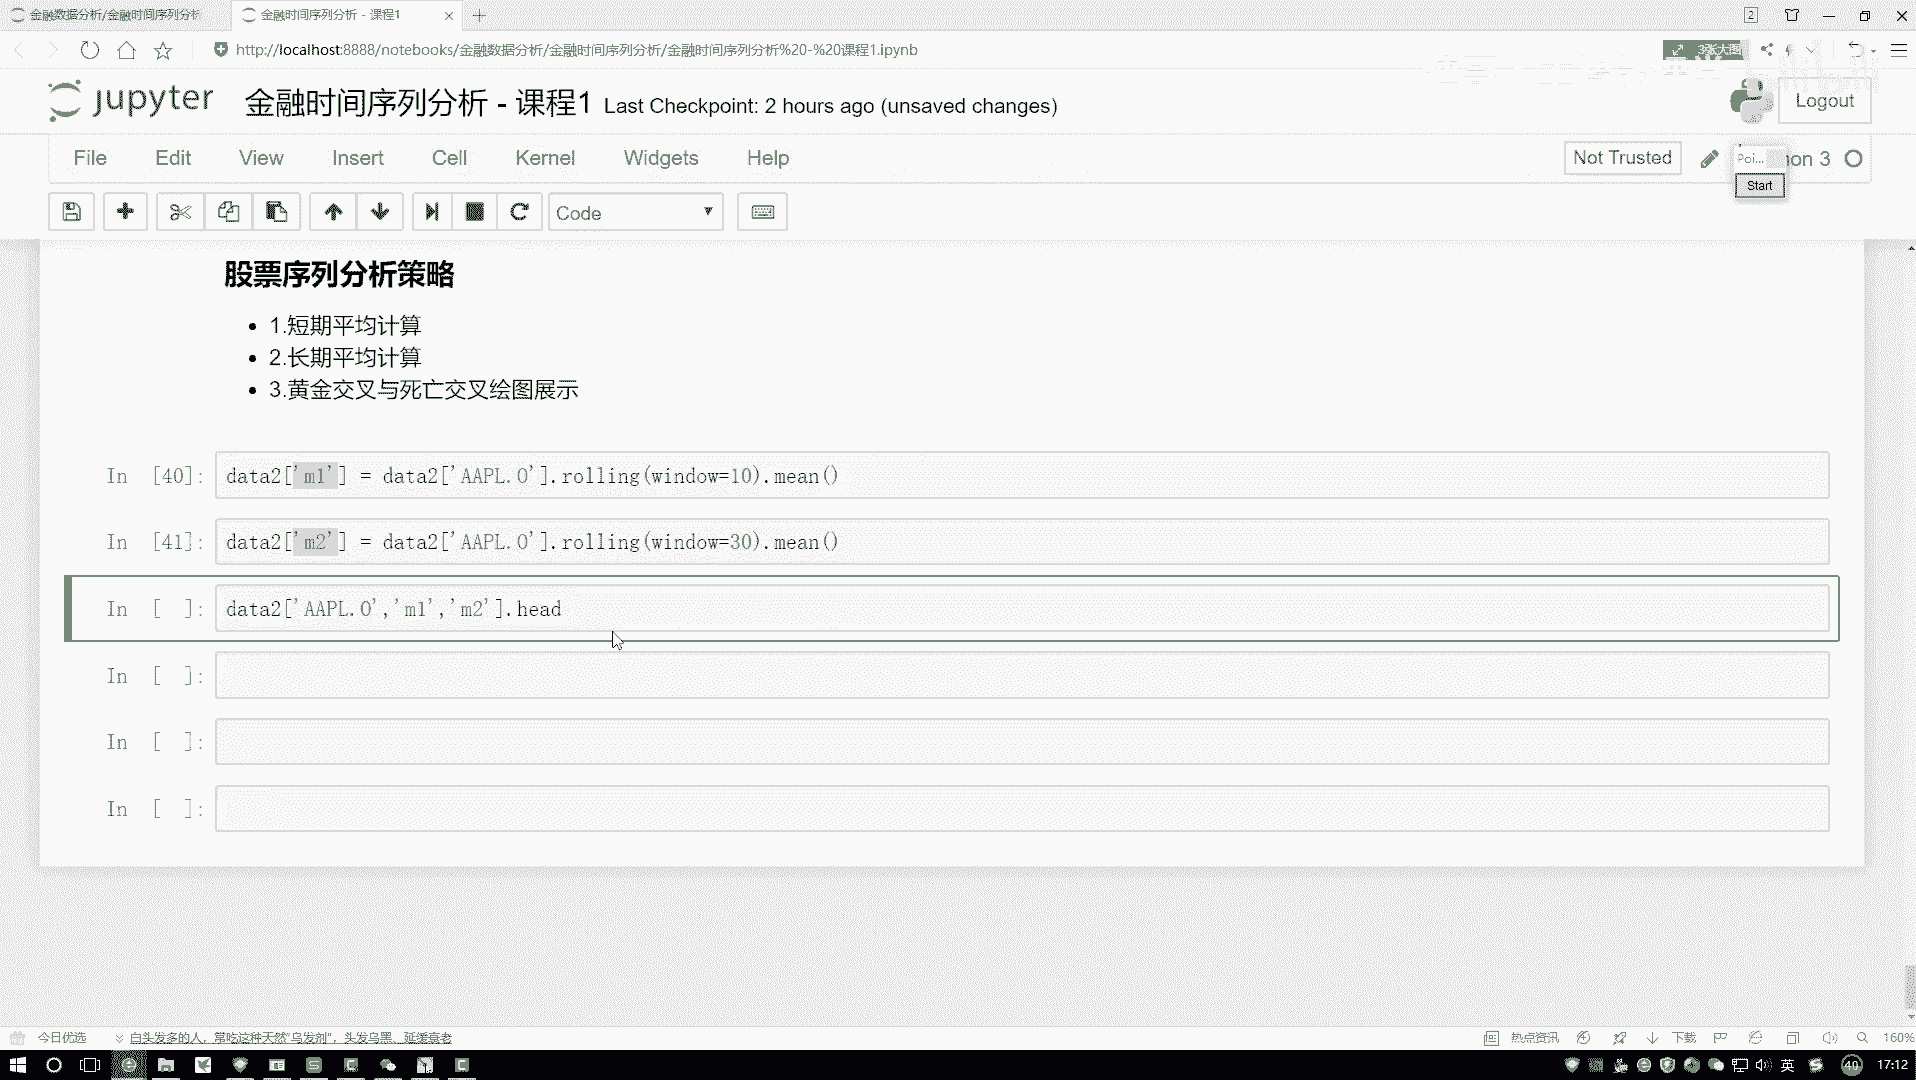 金融数据分析/金融时间序列分析
金融时间序列分析 - 课程1
2
http://localhost:8888/notebooks/金融数据分析/金融时间序列分析/金融时间序列分析%20-%20课程1.ipynb
3张大图
jupyter
金融时间序列分析 - 课程1 Last Checkpoint: 2 hours ago (unsaved changes)
Logout
File Edit View Insert Cell Kernel Widgets Help
Not Trusted
Poi...
on 3
Start
Code
股票序列分析策略
• 1.短期平均计算
• 2.长期平均计算
• 3.黄金交叉与死亡交叉绘图展示
In [40]: data2['m1'] = data2['AAPL.O'].rolling(window=10).mean()
In [41]: data2['m2'] = data2['AAPL.O'].rolling(window=30).mean()
In [ ]: data2['AAPL.O','m1','m2'].head
In [ ]:
In [ ]:
In [ ]:
今日优选
白头发多的人，常吃这种天然"乌发剂"，头发乌黑、延缓衰老
热点资讯
下载
160%
英
40
17:12